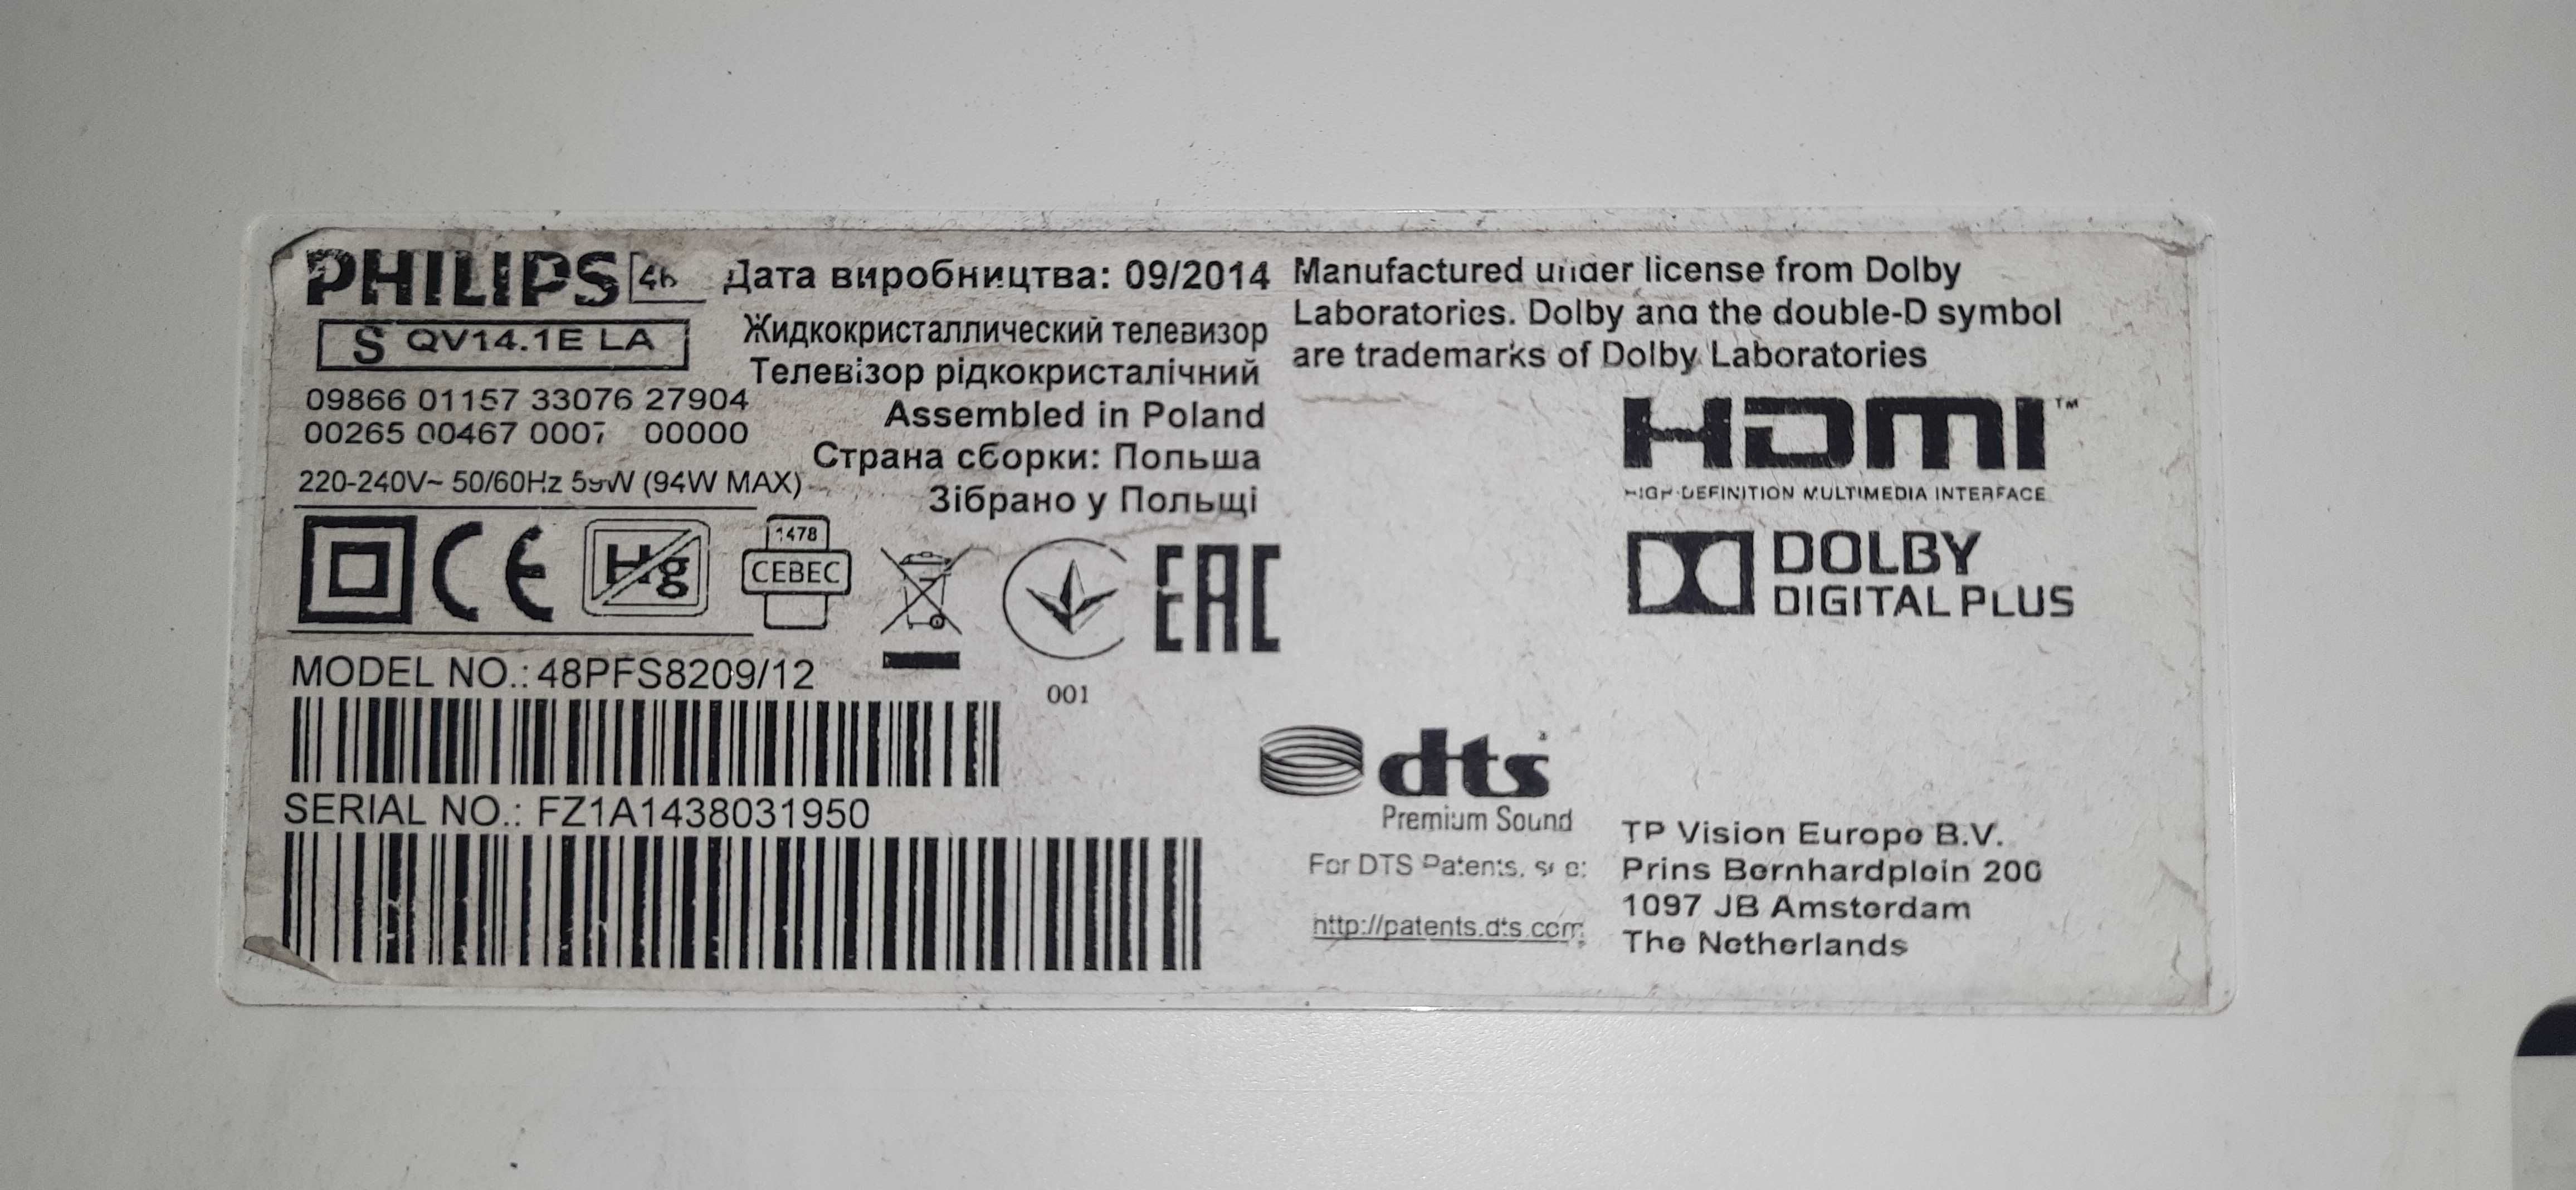 PHILIPS
Дата виробництва: 09/2014
S QV14.1E LA
Жидкокристаллический телевизор
Телевізор рідкокристалічний
09866 01157 33076 27904
00265 00467 0007 00000
Assembled in Poland
Страна сборки: Польша
220-240V~ 50/60Hz 59W (94W MAX)
Зібрано у Польщі
CE
Hg
1478
CEBEC
EAC
001
MODEL NO.: 48PFS8209/12
SERIAL NO.: FZ1A1438031950
Manufactured under license from Dolby
Laboratories. Dolby and the double-D symbol
are trademarks of Dolby Laboratories
HDMI™
HIGH-DEFINITION MULTIMEDIA INTERFACE
DOLBY
DIGITAL PLUS
dts
Premium Sound
For DTS Patents, see:
http://patents.dts.com
TP Vision Europe B.V.
Prins Bernhardplein 200
1097 JB Amsterdam
The Netherlands